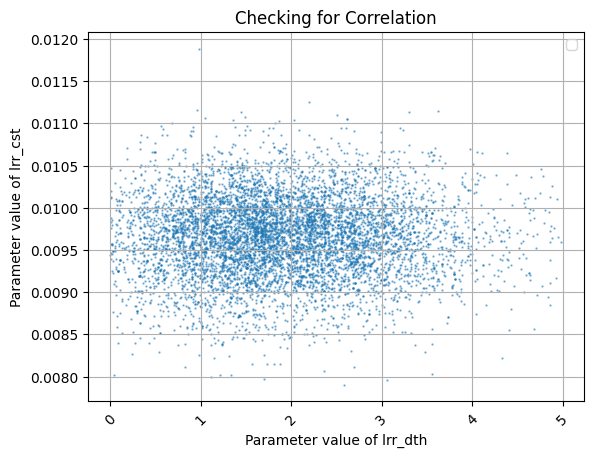 Checking for Correlation
0.0120
0.0115
0.0110
0.0105
0.0100
0.0095
0.0090
0.0085
0.0080
Parameter value of lrr_cst
0 1 2 3 4 5
Parameter value of lrr_dth